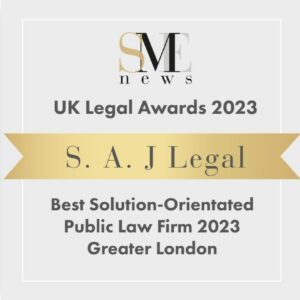 SME
news
UK Legal Awards 2023
S. A. J Legal
Best Solution-Orientated
Public Law Firm 2023
Greater London